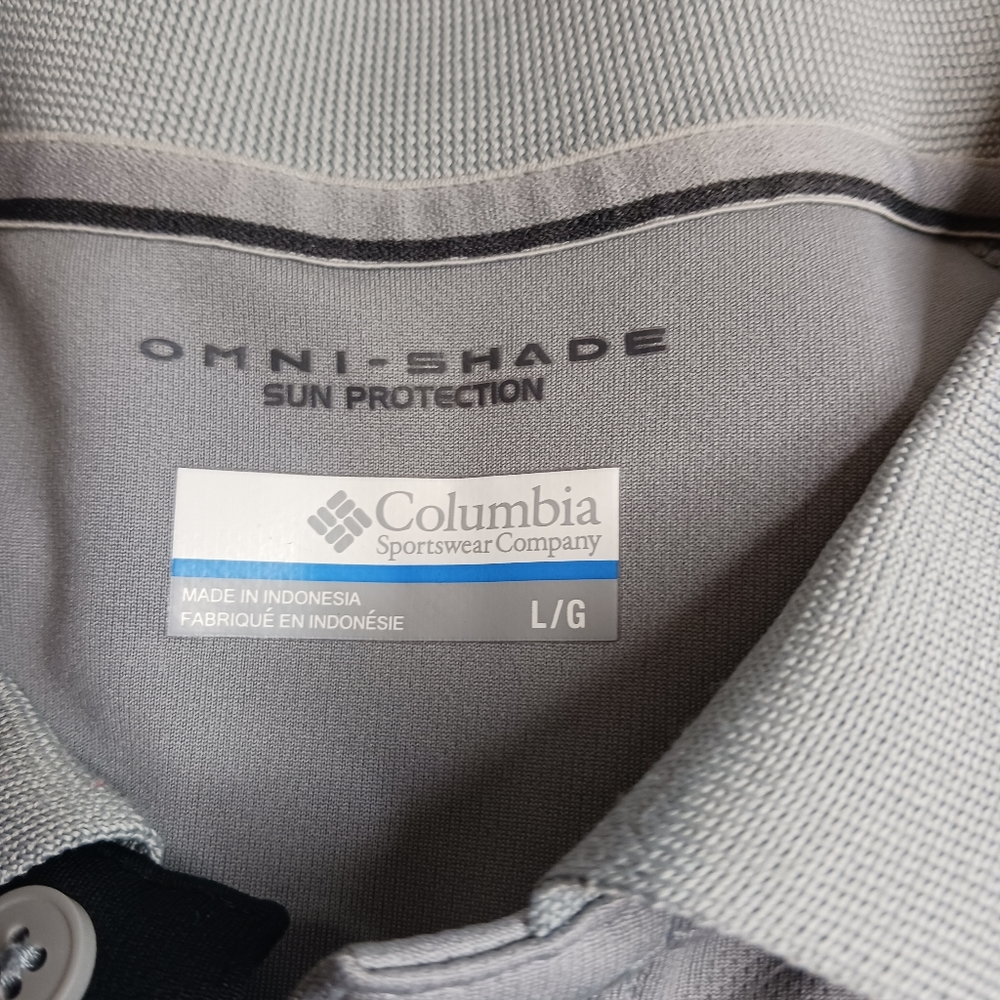 OMNI-SHADE
SUN PROTECTION
Columbia
Sportswear Company
MADE IN INDONESIA
FABRIQUÉ EN INDONÉSIE
L/G